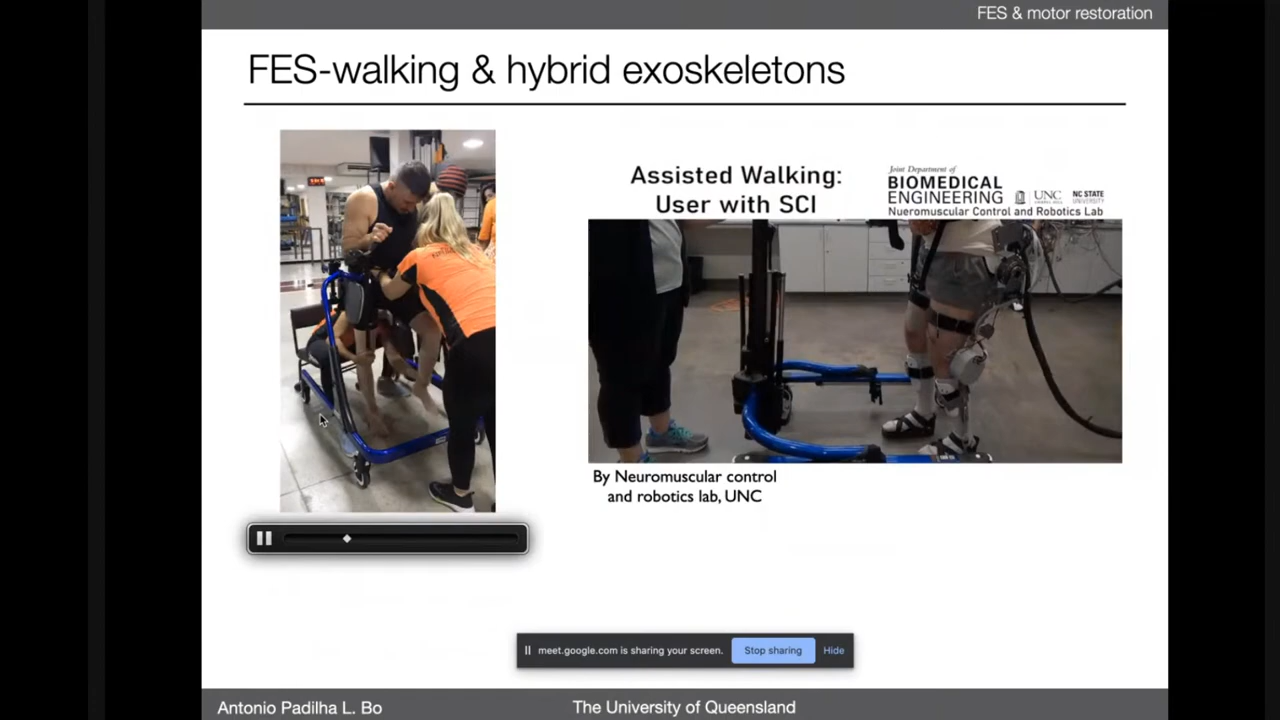 FES & motor restoration
FES-walking & hybrid exoskeletons
Assisted Walking:
User with SCI
Joint Department of
BIOMEDICAL
ENGINEERING
UNC
NC STATE
UNIVERSITY
Nueromuscular Control and Robotics Lab
By Neuromuscular control
and robotics lab, UNC
meet.google.com is sharing your screen.
Stop sharing
Hide
Antonio Padilha L. Bo
The University of Queensland